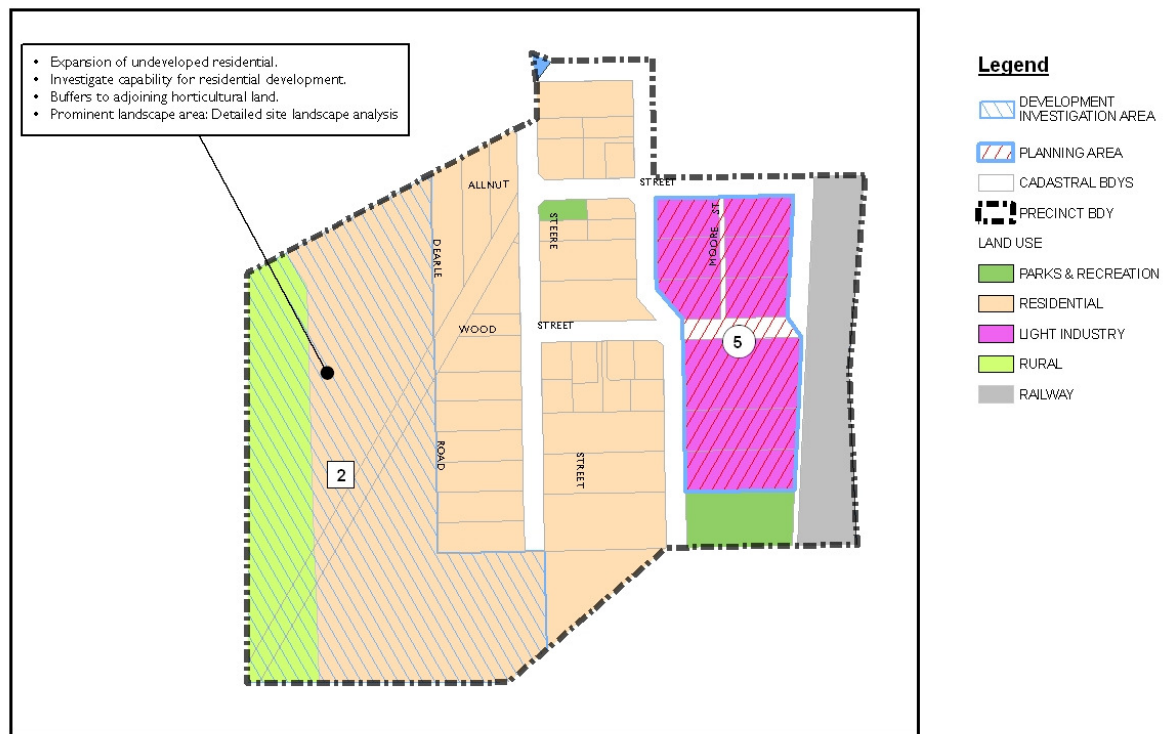 • Expansion of undeveloped residential.
• Investigate capability for residential development.
• Buffers to adjoining horticultural land.
• Prominent landscape area: Detailed site landscape analysis
ALLNUT
STREET
STEERE
MOORE ST
DEARLE
WOOD
STREET
5
ROAD
STREET
2
Legend
DEVELOPMENT
INVESTIGATION AREA
PLANNING AREA
CADASTRAL BDYS
PRECINCT BDY
LAND USE
PARKS & RECREATION
RESIDENTIAL
LIGHT INDUSTRY
RURAL
RAILWAY